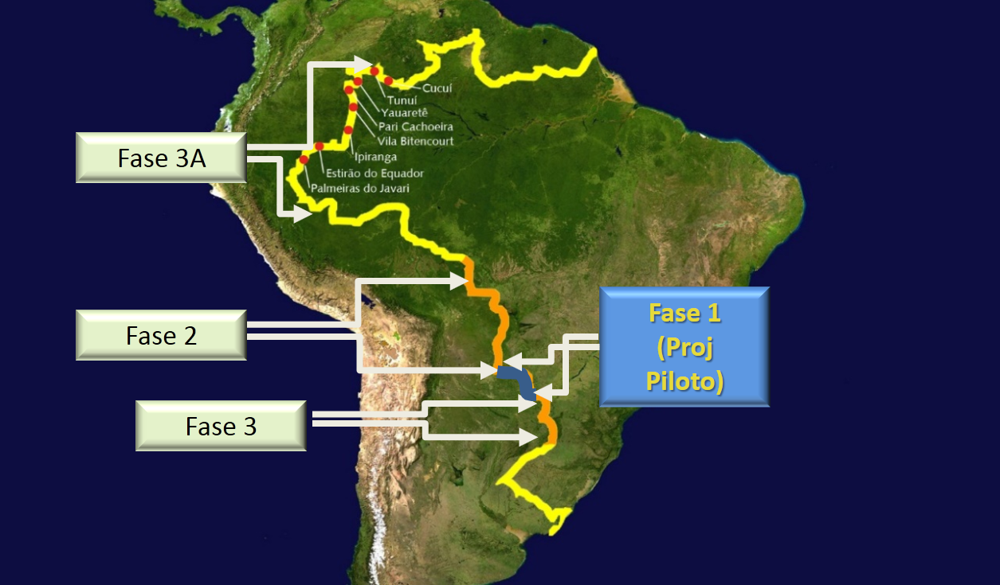 Cucuí
Tunuí
Yauaretê
Pari Cachoeira
Vila Bitencourt
Fase 3A
Ipiranga
Estirão do Equador
Palmeiras do Javari
Fase 1
(Proj
Piloto)
Fase 2
Fase 3